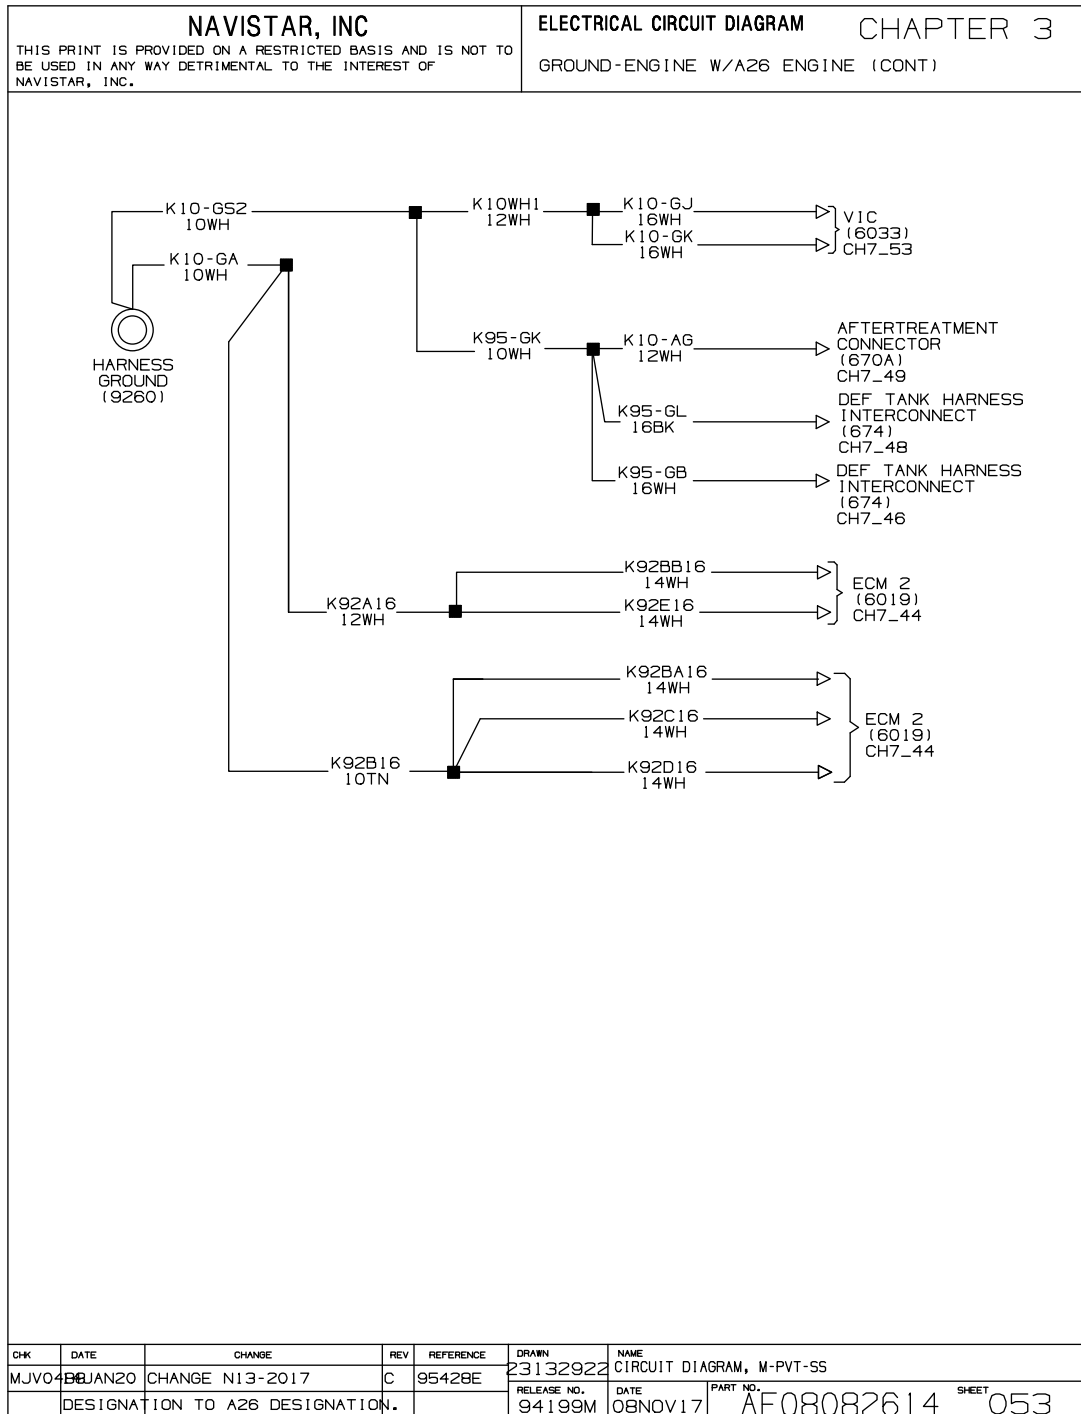 NAVISTAR, INC
THIS PRINT IS PROVIDED ON A RESTRICTED BASIS AND IS NOT TO
BE USED IN ANY WAY DETRIMENTAL TO THE INTEREST OF
NAVISTAR, INC.
ELECTRICAL CIRCUIT DIAGRAM CHAPTER 3
GROUND-ENGINE W/A26 ENGINE (CONT)
K10-G52
10WH
K10WH1
12WH
K10-GJ
16WH
K10-GK
16WH
VIC
(6033)
CH7_53
K10-GA
10WH
HARNESS
GROUND
(9260)
K95-GK
10WH
K10-AG
12WH
AFTERTREATMENT
CONNECTOR
(670A)
CH7_49
K95-GL
16BK
DEF TANK HARNESS
INTERCONNECT
(674)
CH7_48
K95-GB
16WH
DEF TANK HARNESS
INTERCONNECT
(674)
CH7_46
K92A16
12WH
K92BB16
14WH
K92E16
14WH
ECM 2
(6019)
CH7_44
K92B16
10TN
K92BA16
14WH
K92C16
14WH
K92D16
14WH
ECM 2
(6019)
CH7_44
CHK DATE CHANGE REV REFERENCE DRAWN NAME
CHANGE N13-2017 C 95428E 23132922 CIRCUIT DIAGRAM, M-PVT-SS
DESIGNATION TO A26 DESIGNATION.
RELEASE NO. DATE PART NO. SHEET
94199M 08NOV17 AF08082614 053